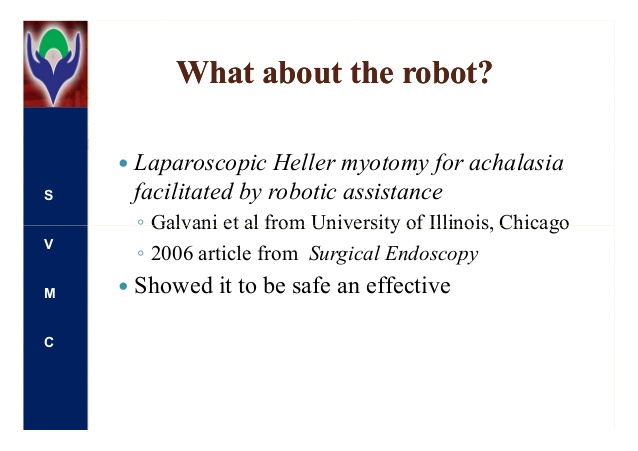 What about the robot?
Laparoscopic Heller myotomy for achalasia
facilitated by robotic assistance
Galvani et al from University of Illinois, Chicago
2006 article from Surgical Endoscopy
Showed it to be safe an effective
S
V
M
C